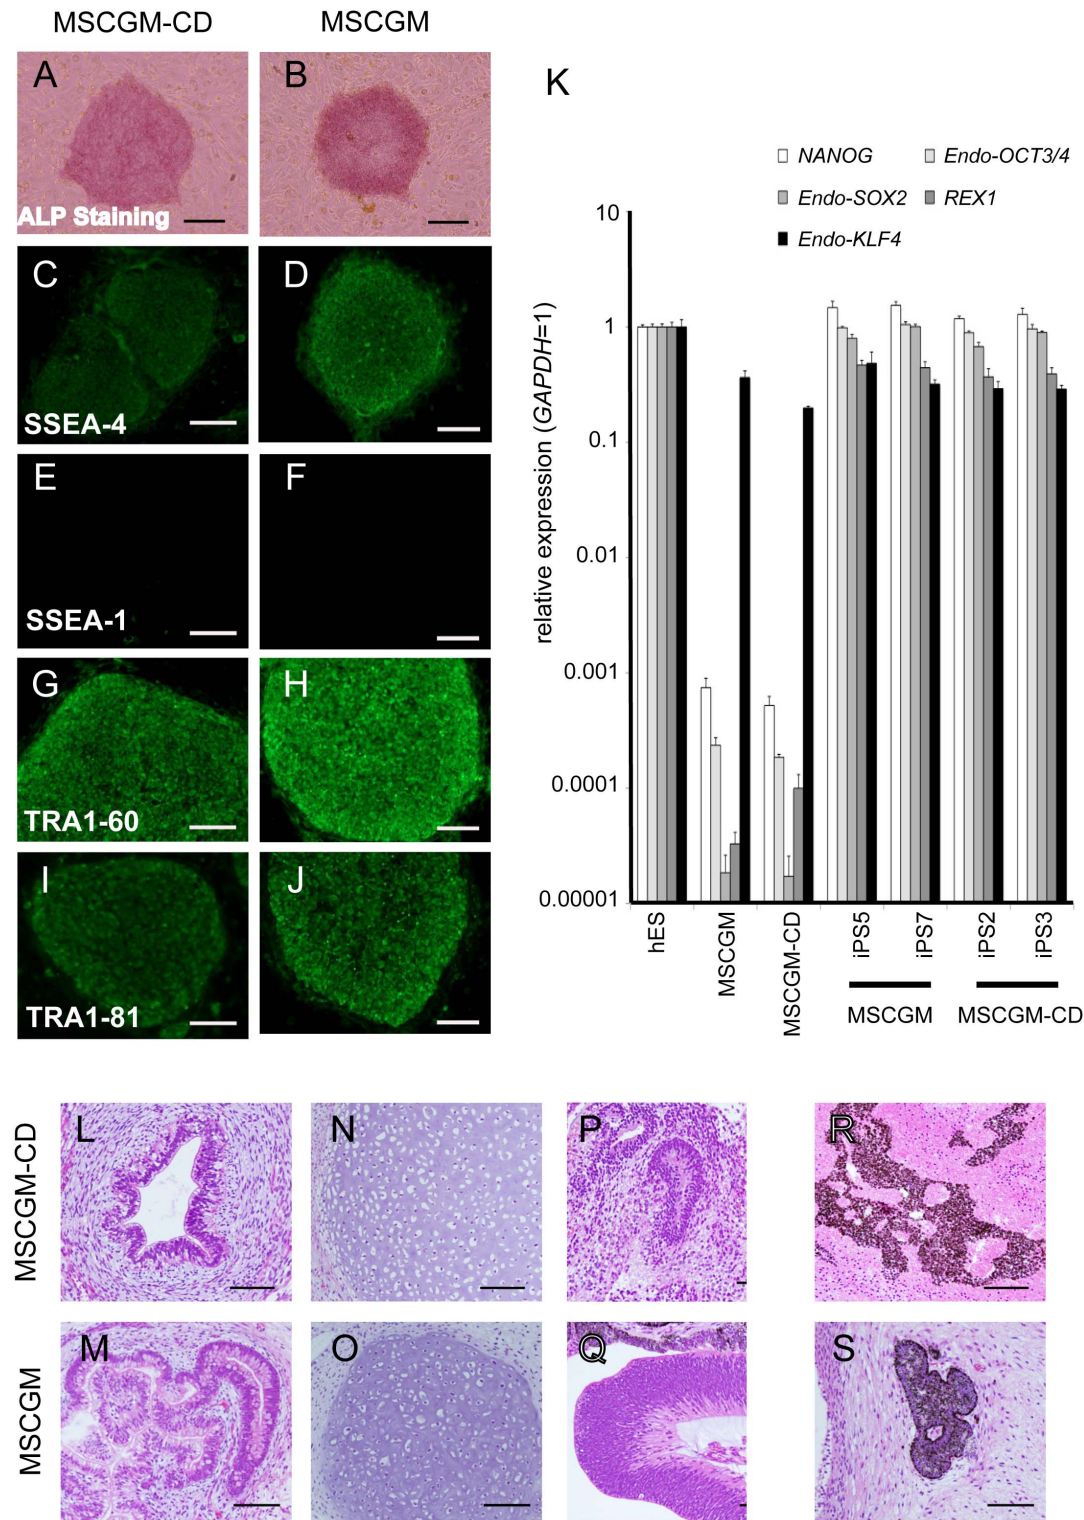 MSCGM-CD MSCGM
A B
ALP Staining
C D
SSEA-4
E F
SSEA-1
G H
TRA1-60
I J
TRA1-81
K
NANOG Endo-OCT3/4
Endo-SOX2 REX1
Endo-KLF4
relative expression (GAPDH=1)
10
1
0.1
0.01
0.001
0.0001
0.00001
hES MSCGM MSCGM-CD iPS5 iPS7 iPS2 iPS3
MSCGM MSCGM-CD
MSCGM-CD
L N P R
MSCGM
M O Q S